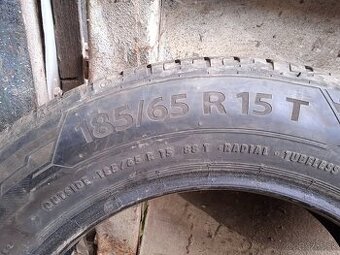 185/65 R 15 T
OUTSIDE 185/65 R 15 88 T • RADIAL • TUBELESS